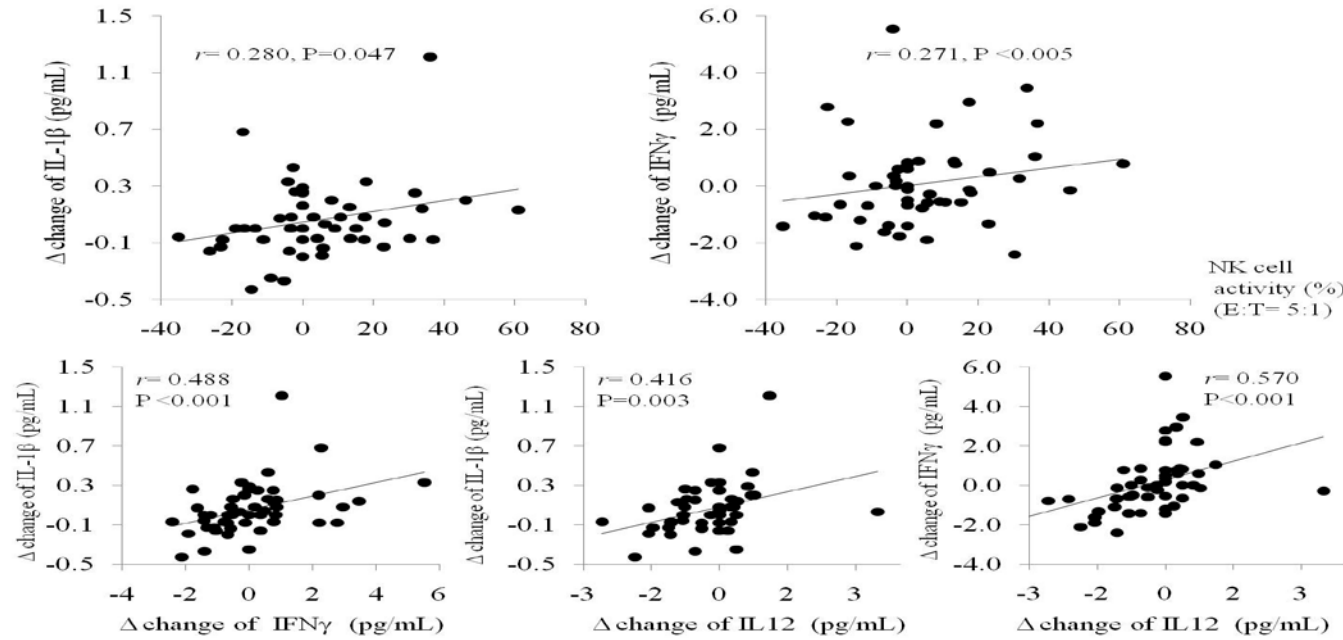 1.5
1.1
0.7
0.3
-0.1
-0.5
Δ change of IL-1β (pg/mL)
r= 0.280, P=0.047
-40 -20 0 20 40 60 80
6.0
4.0
2.0
0.0
-2.0
-4.0
Δ change of IFNγ (pg/mL)
r= 0.271, P <0.005
-40 -20 0 20 40 60 80
NK cell
activity (%)
(E:T= 5:1)
1.5
1.1
0.7
0.3
-0.1
-0.5
Δ change of IL-1β (pg/mL)
r= 0.488
P <0.001
-4 -2 0 2 4 6
Δ change of IFNγ (pg/mL)
1.5
1.1
0.7
0.3
-0.1
-0.5
Δ change of IL-1β (pg/mL)
r= 0.416
P=0.003
-3 -2 0 2 3
Δ change of IL12 (pg/mL)
6.0
4.0
2.0
0.0
-2.0
-4.0
Δ change of IFNγ (pg/mL)
r= 0.570
P<0.001
-3 -2 0 2 3
Δ change of IL12 (pg/mL)